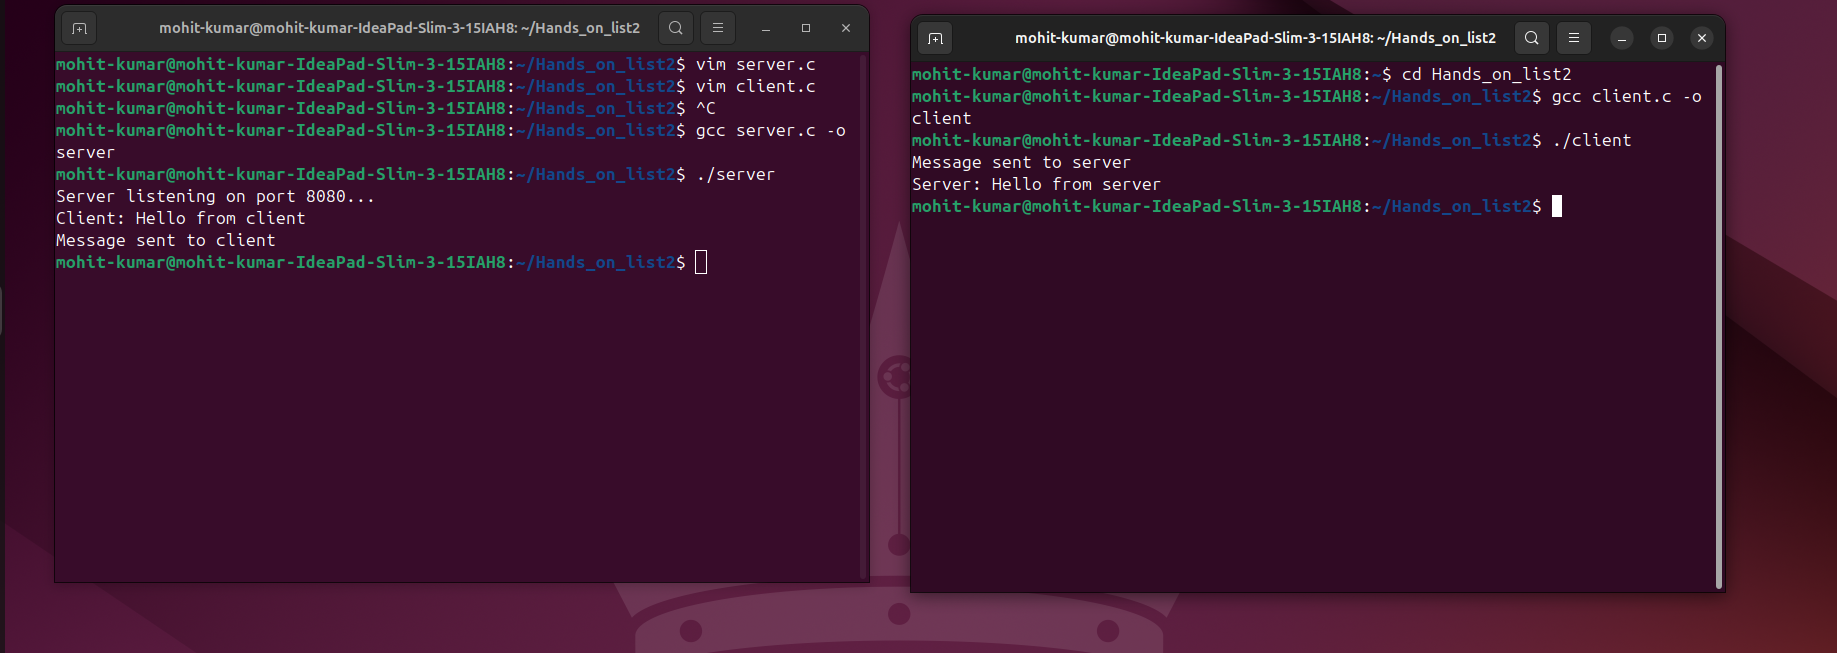 mohit-kumar@mohit-kumar-IdeaPad-Slim-3-15IAH8: ~/Hands_on_list2
mohit-kumar@mohit-kumar-IdeaPad-Slim-3-15IAH8:~/Hands_on_list2$ vim server.c
mohit-kumar@mohit-kumar-IdeaPad-Slim-3-15IAH8:~/Hands_on_list2$ vim client.c
mohit-kumar@mohit-kumar-IdeaPad-Slim-3-15IAH8:~/Hands_on_list2$ ^C
mohit-kumar@mohit-kumar-IdeaPad-Slim-3-15IAH8:~/Hands_on_list2$ gcc server.c -o
server
mohit-kumar@mohit-kumar-IdeaPad-Slim-3-15IAH8:~/Hands_on_list2$ ./server
Server listening on port 8080...
Client: Hello from client
Message sent to client
mohit-kumar@mohit-kumar-IdeaPad-Slim-3-15IAH8:~/Hands_on_list2$
mohit-kumar@mohit-kumar-IdeaPad-Slim-3-15IAH8: ~/Hands_on_list2
mohit-kumar@mohit-kumar-IdeaPad-Slim-3-15IAH8:~$ cd Hands_on_list2
mohit-kumar@mohit-kumar-IdeaPad-Slim-3-15IAH8:~/Hands_on_list2$ gcc client.c -o
client
mohit-kumar@mohit-kumar-IdeaPad-Slim-3-15IAH8:~/Hands_on_list2$ ./client
Message sent to server
Server: Hello from server
mohit-kumar@mohit-kumar-IdeaPad-Slim-3-15IAH8:~/Hands_on_list2$